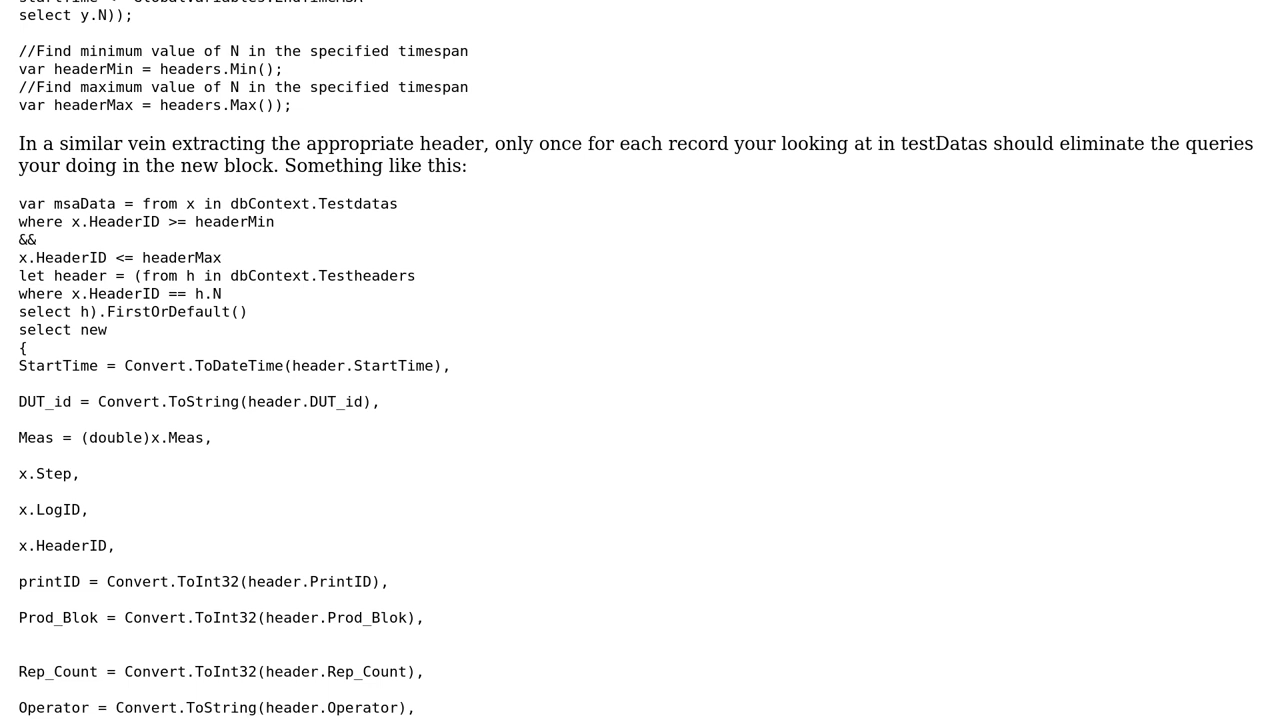 select y.N));
//Find minimum value of N in the specified timespan
var headerMin = headers.Min();
//Find maximum value of N in the specified timespan
var headerMax = headers.Max());
In a similar vein extracting the appropriate header, only once for each record your looking at in testDatas should eliminate the queries
your doing in the new block. Something like this:
var msaData = from x in dbContext.Testdatas
where x.HeaderID >= headerMin
&&
x.HeaderID <= headerMax
let header = (from h in dbContext.Testheaders
where x.HeaderID == h.N
select h).FirstOrDefault()
select new
{
StartTime = Convert.ToDateTime(header.StartTime),
DUT_id = Convert.ToString(header.DUT_id),
Meas = (double)x.Meas,
x.Step,
x.LogID,
x.HeaderID,
printID = Convert.ToInt32(header.PrintID),
Prod_Blok = Convert.ToInt32(header.Prod_Blok),
Rep_Count = Convert.ToInt32(header.Rep_Count),
Operator = Convert.ToString(header.Operator),